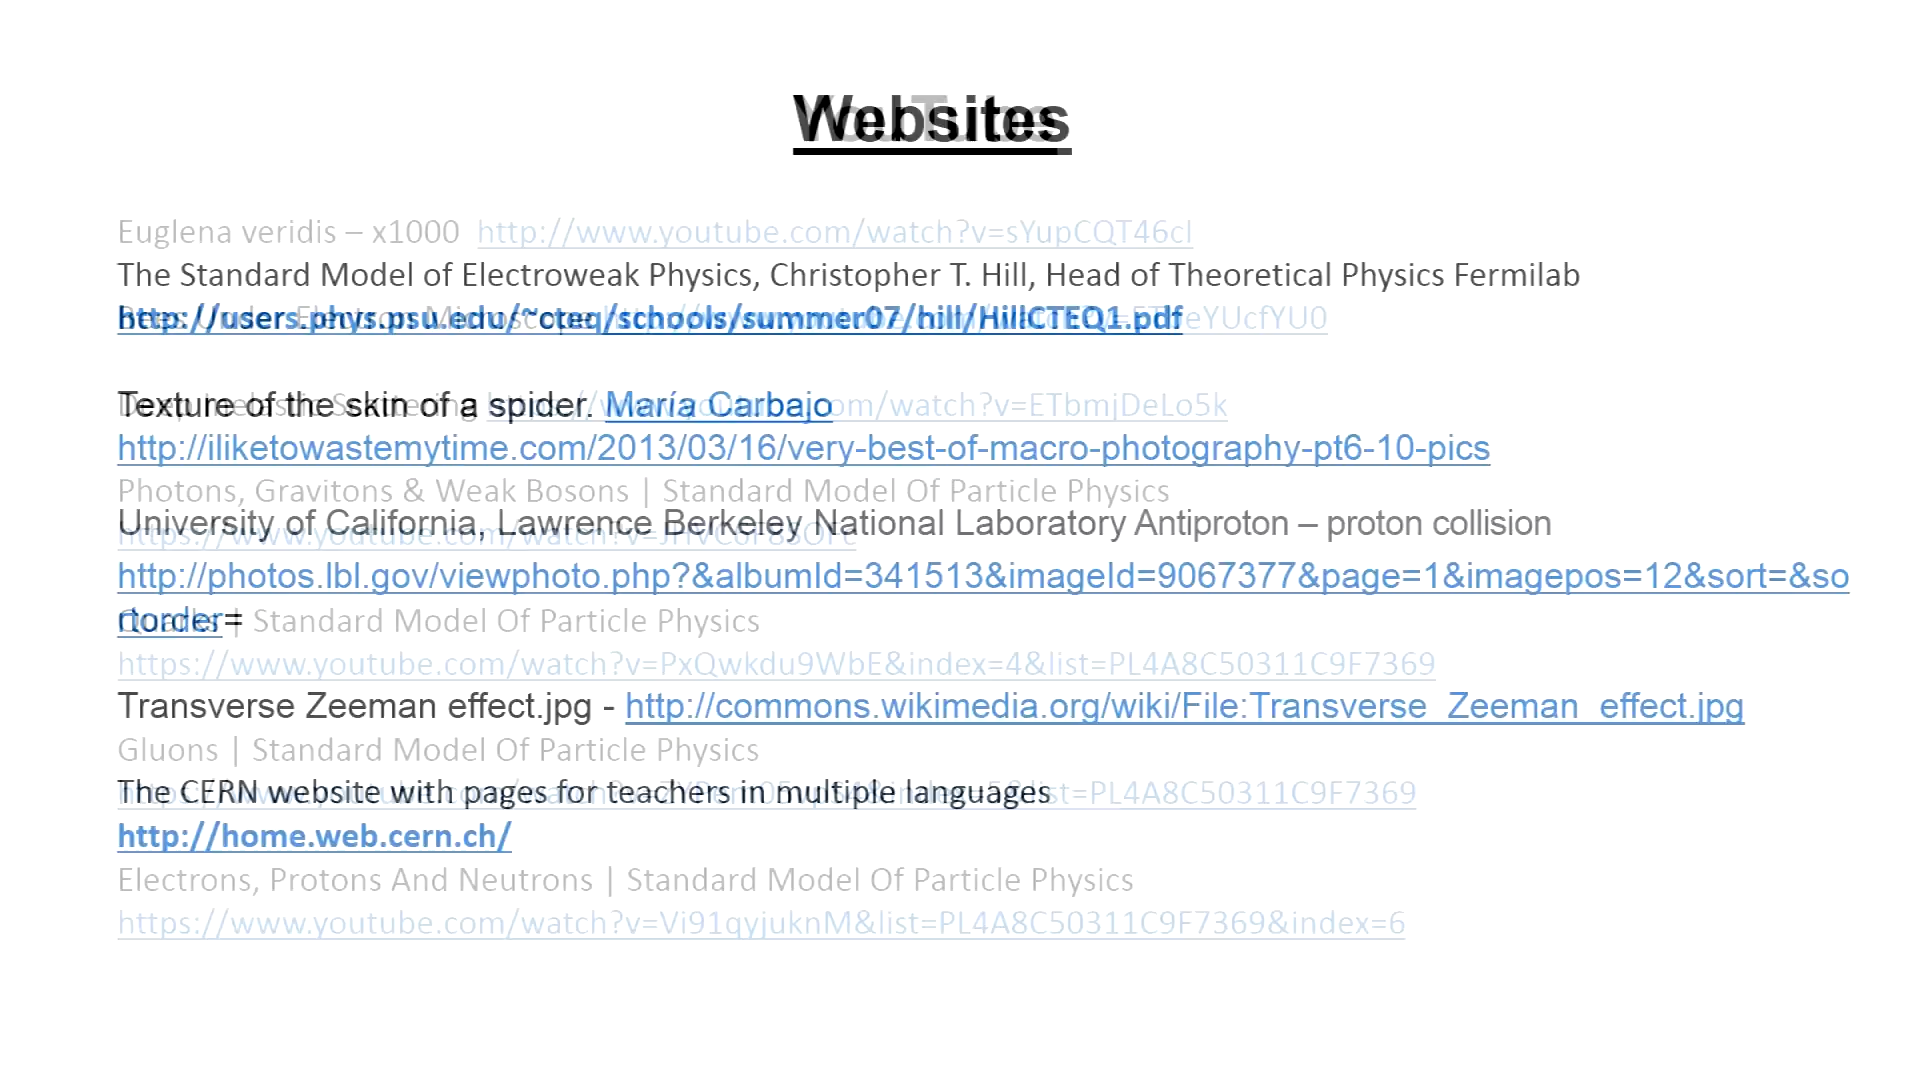 Websites
Euglena veridis – x1000 http://www.youtube.com/watch?v=sYupCQT46cI
The Standard Model of Electroweak Physics, Christopher T. Hill, Head of Theoretical Physics Fermilab
http://users.phys.psu.edu/~cteq/schools/summer07/hill/HillCTEQ1.pdf
Texture of the skin of a spider. María Carbajo
http://iliketowastemytime.com/2013/03/16/very-best-of-macro-photography-pt6-10-pics
Photons, Gravitons & Weak Bosons | Standard Model Of Particle Physics
University of California, Lawrence Berkeley National Laboratory Antiproton – proton collision
http://photos.lbl.gov/viewphoto.php?&albumId=341513&imageId=9067377&page=1&imagepos=12&sort=&so
rtorder=
| Standard Model Of Particle Physics
https://www.youtube.com/watch?v=PxQwkdu9WbE&index=4&list=PL4A8C50311C9F7369
Transverse Zeeman effect.jpg - http://commons.wikimedia.org/wiki/File:Transverse_Zeeman_effect.jpg
Gluons | Standard Model Of Particle Physics
The CERN website with pages for teachers in multiple languages
http://home.web.cern.ch/
Electrons, Protons And Neutrons | Standard Model Of Particle Physics
https://www.youtube.com/watch?v=Vi91qyjuknM&list=PL4A8C50311C9F7369&index=6